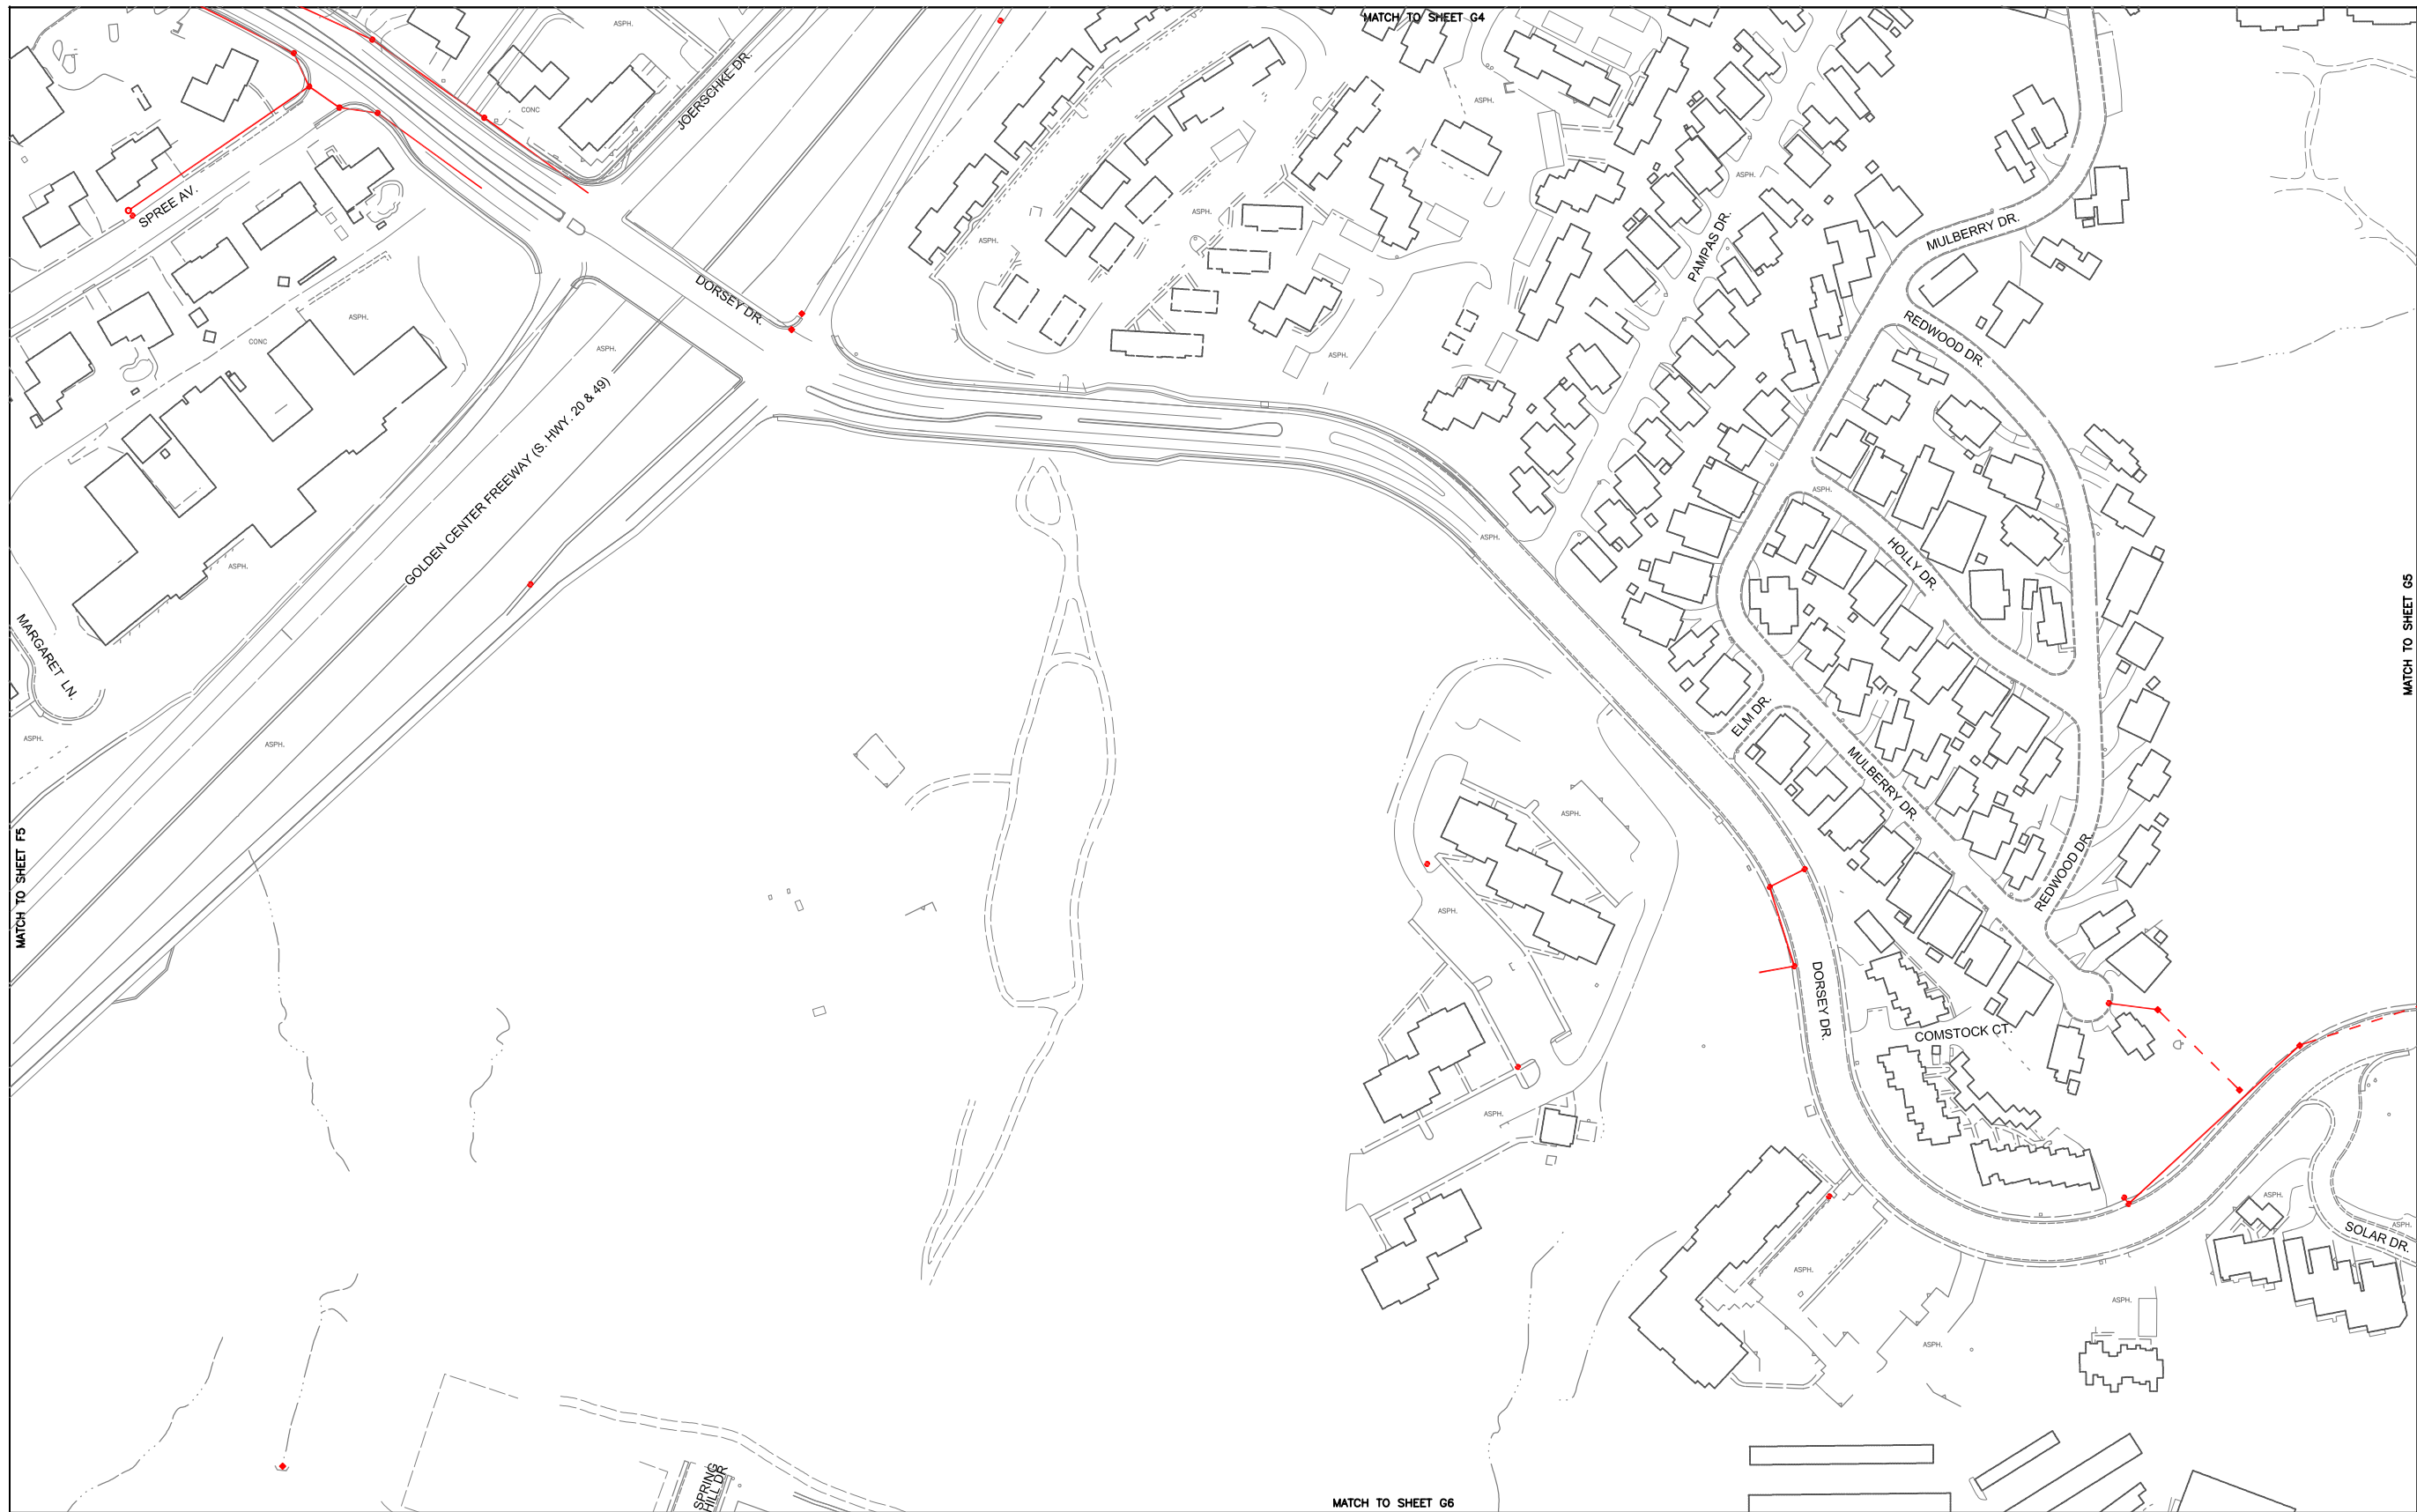 MATCH TO SHEET G4
ASPH.
CONC
JOERSCHKE DR.
ASPH.
ASPH.
SPREE AV.
ASPH.
PAMPAS DR.
MULBERRY DR.
ASPH.
DORSEY DR.
REDWOOD DR.
ASPH.
CONC
ASPH.
ASPH.
GOLDEN CENTER FREEWAY (S. HWY. 20 & 49)
ASPH.
ASPH.
HOLLY DR.
ASPH.
MATCH TO SHEET G5
MARGARET LN.
ELM DR.
ASPH.
ASPH.
MULBERRY DR.
ASPH.
REDWOOD DR.
MATCH TO SHEET F5
ASPH.
DORSEY DR.
COMSTOCK CT.
ASPH.
ASPH.
ASPH.
SOLAR DR.
ASPH.
ASPH.
ASPH.
SPRING
HILL DR
MATCH TO SHEET G6